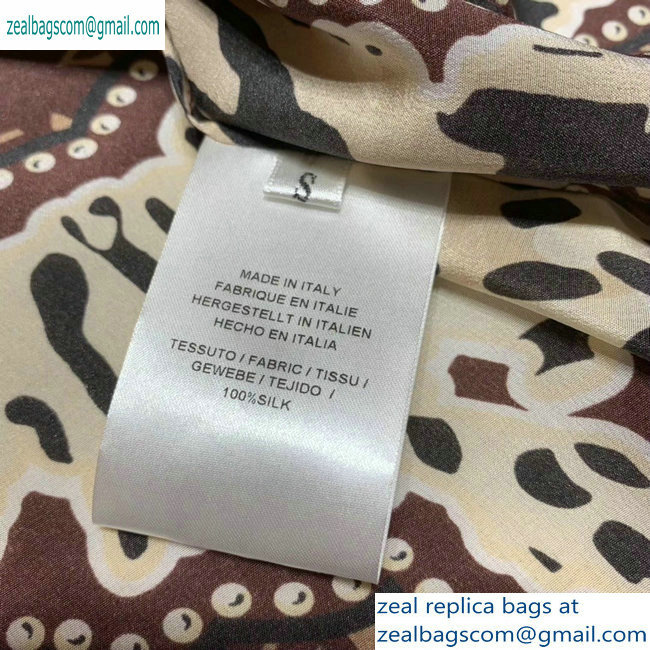 zealbagscom@gmail.com
S
MADE IN ITALY
FABRIQUE EN ITALIE
HERGESTELLT IN ITALIEN
HECHO EN ITALIA
TESSUTO / FABRIC / TISSU /
GEWEBE / TEJIDO /
100%SILK
zeal replica bags at
zealbagscom@gmail.com